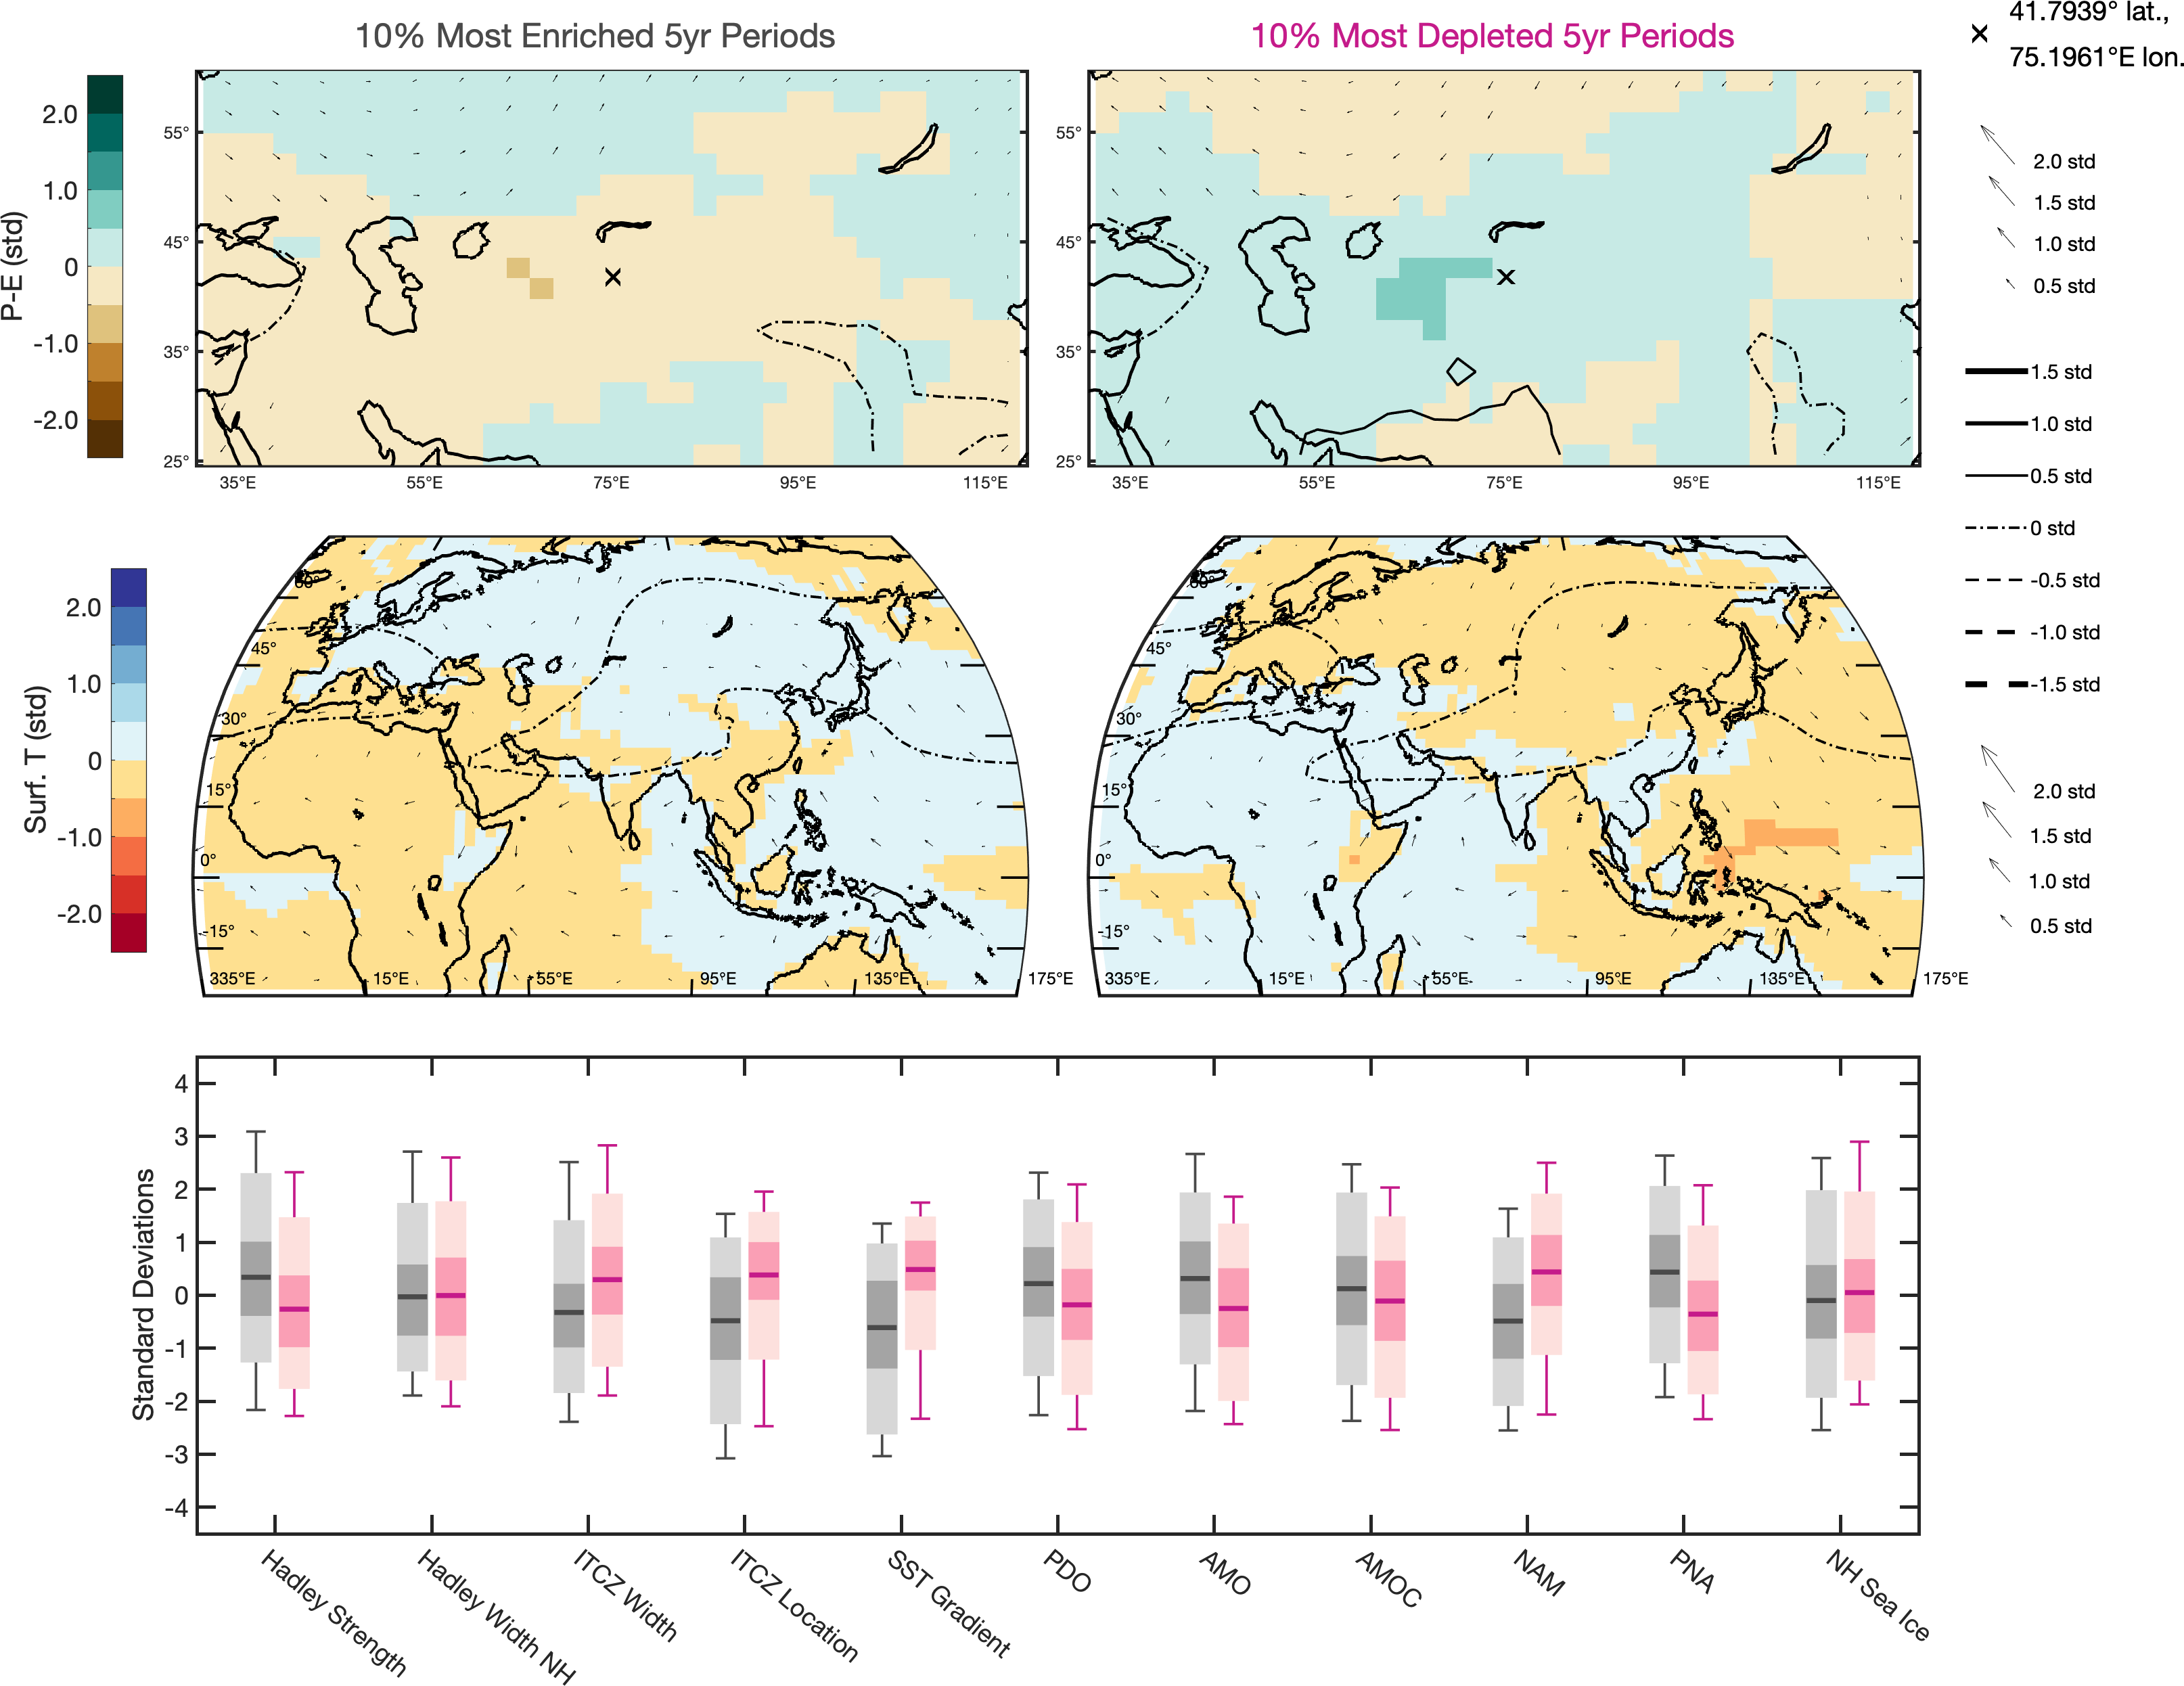 10% Most Enriched 5yr Periods
10% Most Depleted 5yr Periods
41.7939° lat.,
75.1961°E lon.
P-E (std)
2.0
1.0
0
-1.0
-2.0
55°
45°
35°
25°
35°E 55°E 75°E 95°E 115°E
55°
45°
35°
25°
35°E 55°E 75°E 95°E 115°E
2.0 std
1.5 std
1.0 std
0.5 std
1.5 std
1.0 std
0.5 std
0 std
-0.5 std
-1.0 std
-1.5 std
Surf. T (std)
2.0
1.0
0
-1.0
-2.0
60°
45°
30°
15°
0°
-15°
335°E 15°E 55°E 95°E 135°E 175°E
60°
45°
30°
15°
0°
-15°
335°E 15°E 55°E 95°E 135°E 175°E
2.0 std
1.5 std
1.0 std
0.5 std
Standard Deviations
4
3
2
1
0
-1
-2
-3
-4
Hadley Strength
Hadley Width NH
ITCZ Width
ITCZ Location
SST Gradient
PDO
AMO
AMOC
NAM
PNA
NH Sea Ice